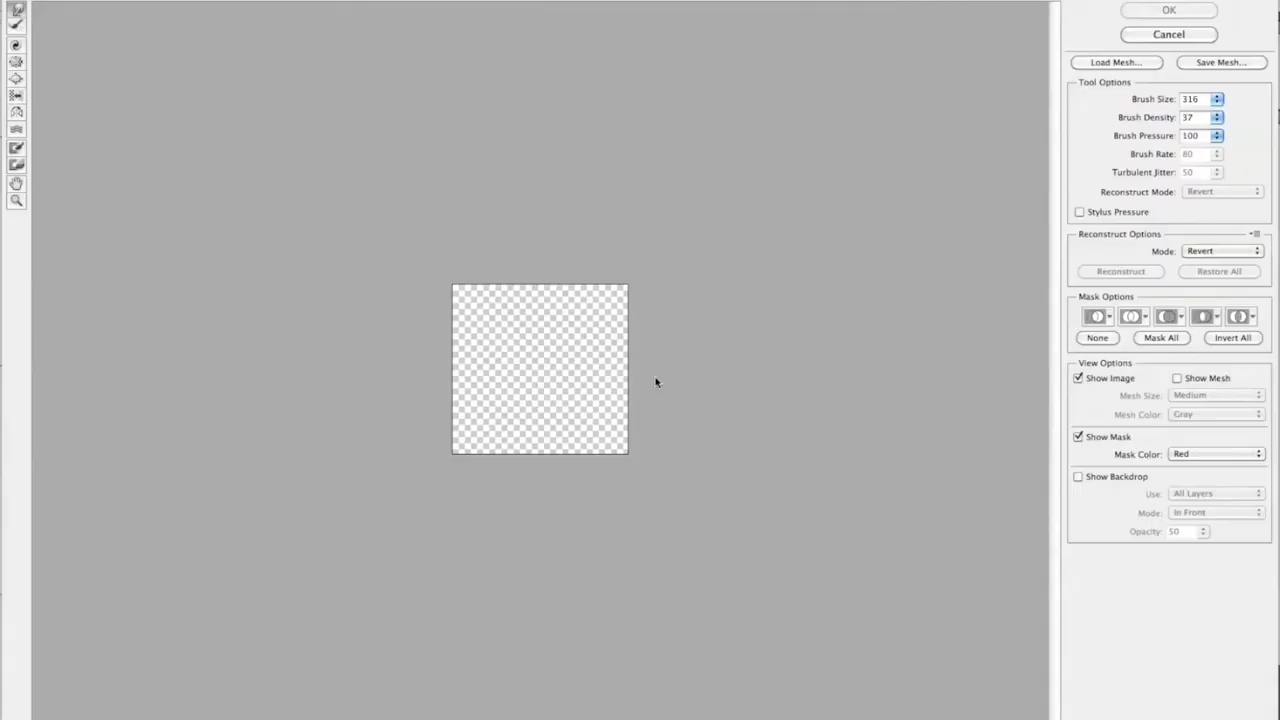 OK
Cancel
Load Mesh... Save Mesh...
Tool Options
Brush Size: 316
Brush Density: 37
Brush Pressure: 100
Brush Rate: 80
Turbulent Jitter: 50
Reconstruct Mode: Revert
Stylus Pressure
Reconstruct Options
Mode: Revert
Reconstruct Restore All
Mask Options
None Mask All Invert All
View Options
Show Image Show Mesh
Mesh Size: Medium
Mesh Color: Gray
Show Mask
Mask Color: Red
Show Backdrop
Use: All Layers
Mode: In Front
Opacity: 50